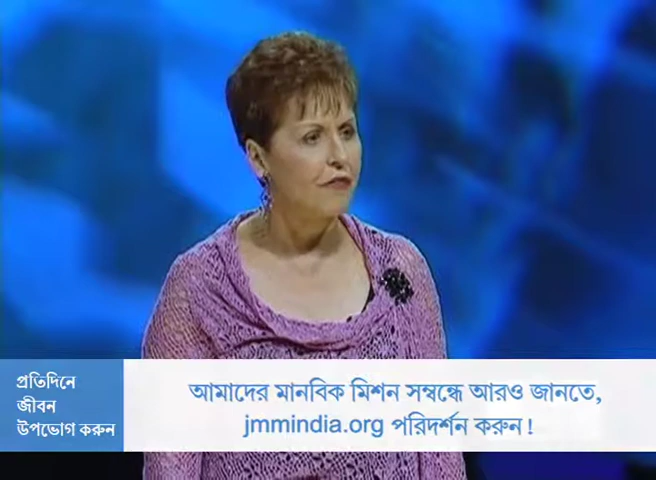 প্রতিদিনে
জীবন
উপভোগ করুন
আমাদের মানবিক মিশন সম্বন্ধে আরও জানতে,
jmmindia.org পরিদর্শন করুন!